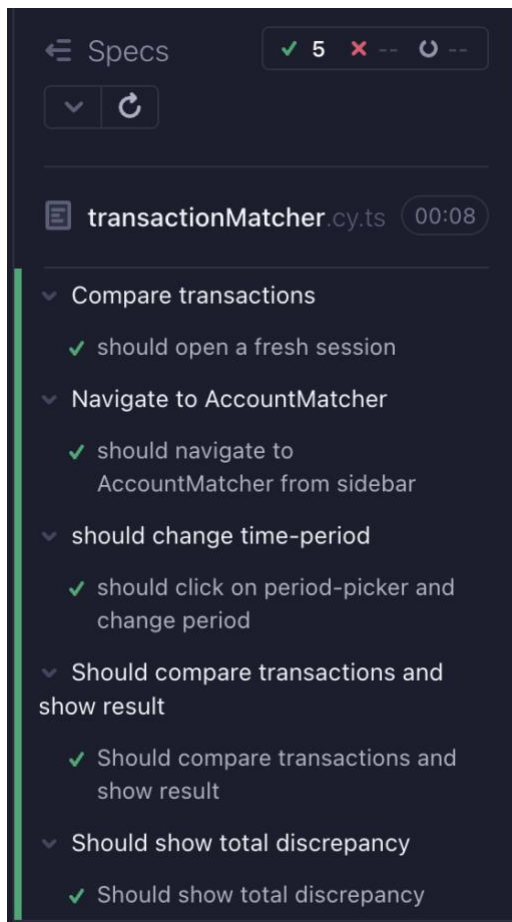 Specs
5 -- --
transactionMatcher.cy.ts 00:08
Compare transactions
should open a fresh session
Navigate to AccountMatcher
should navigate to
AccountMatcher from sidebar
should change time-period
should click on period-picker and
change period
Should compare transactions and
show result
Should compare transactions and
show result
Should show total discrepancy
Should show total discrepancy